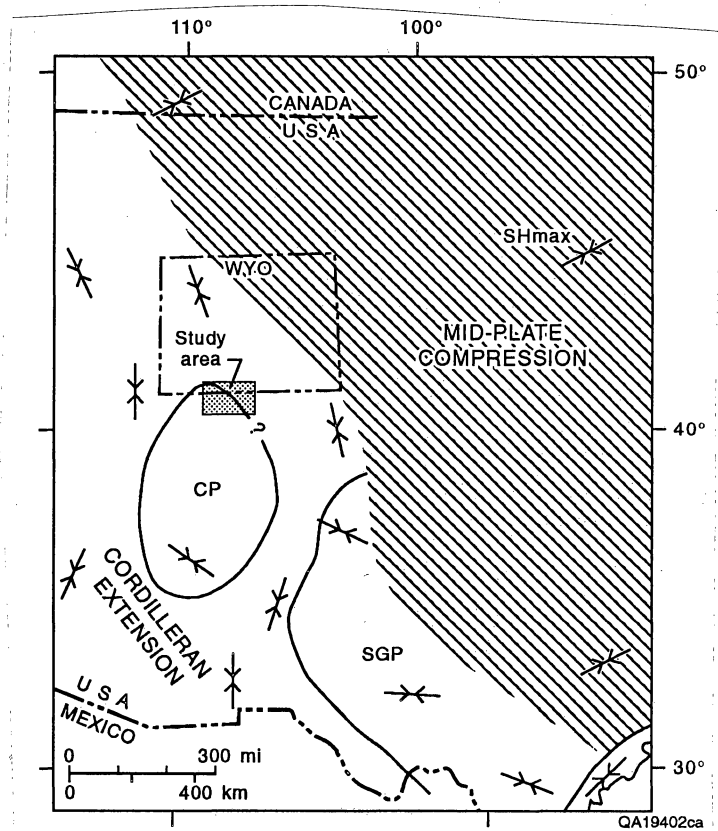 110°
100°
50°
CANADA
U S A
SHmax
WYO
MID-PLATE
COMPRESSION
Study
area
40°
?
CP
CORDILLERAN
EXTENSION
SGP
U S A
MEXICO
0 300 mi
0 400 km
30°
QA19402ca